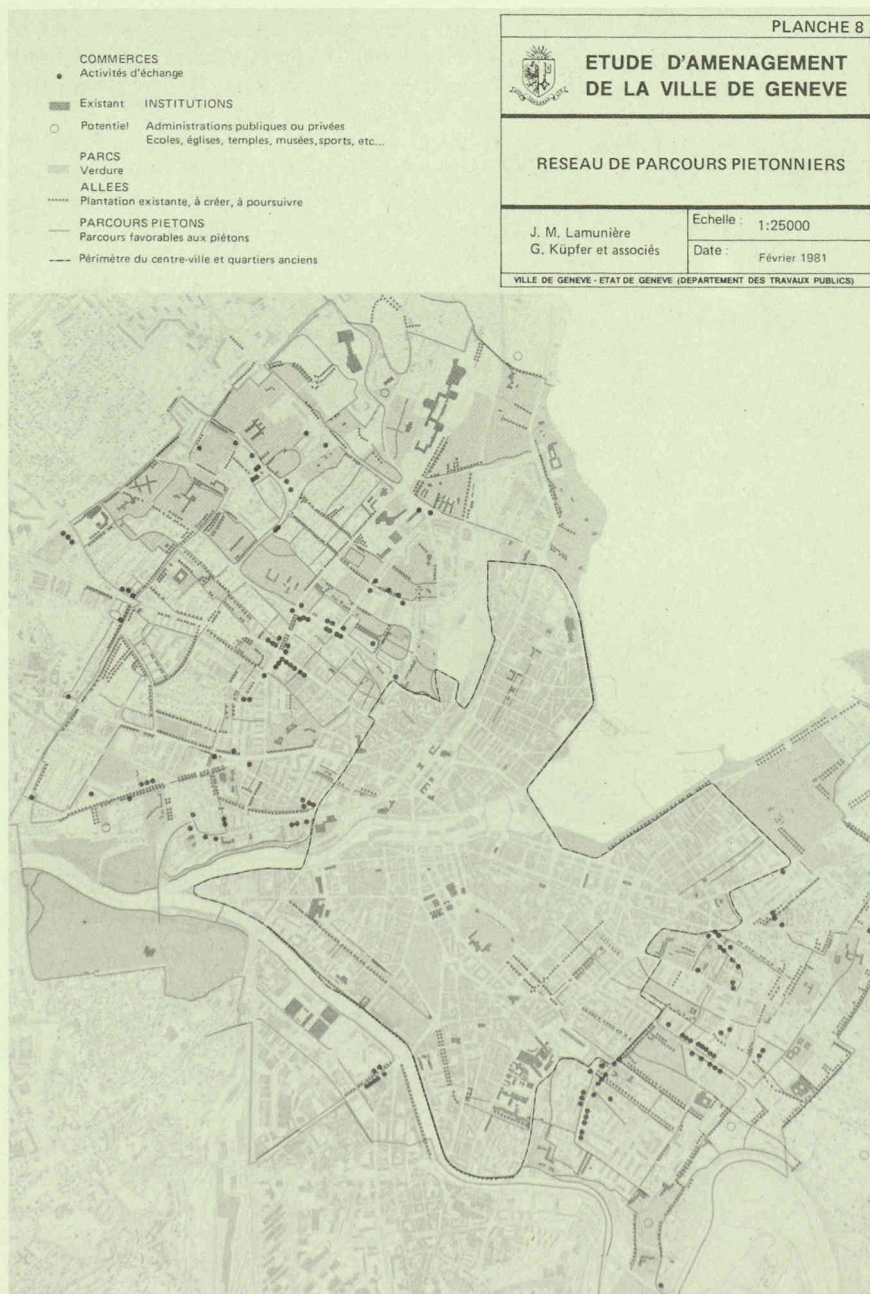 COMMERCES
Activités d'échange
Existant INSTITUTIONS
Potentiel Administrations publiques ou privées
Ecoles, églises, temples, musées, sports, etc...
PARCS
Verdure
ALLEES
Plantation existante, à créer, à poursuivre
PARCOURS PIETONS
Parcours favorables aux piétons
Périmètre du centre-ville et quartiers anciens
PLANCHE 8
ETUDE D'AMENAGEMENT
DE LA VILLE DE GENEVE
RESEAU DE PARCOURS PIETONNIERS
J. M. Lamunière
G. Küpfer et associés
Echelle : 1:25000
Date : Février 1981
VILLE DE GENEVE - ETAT DE GENEVE (DEPARTEMENT DES TRAVAUX PUBLICS)